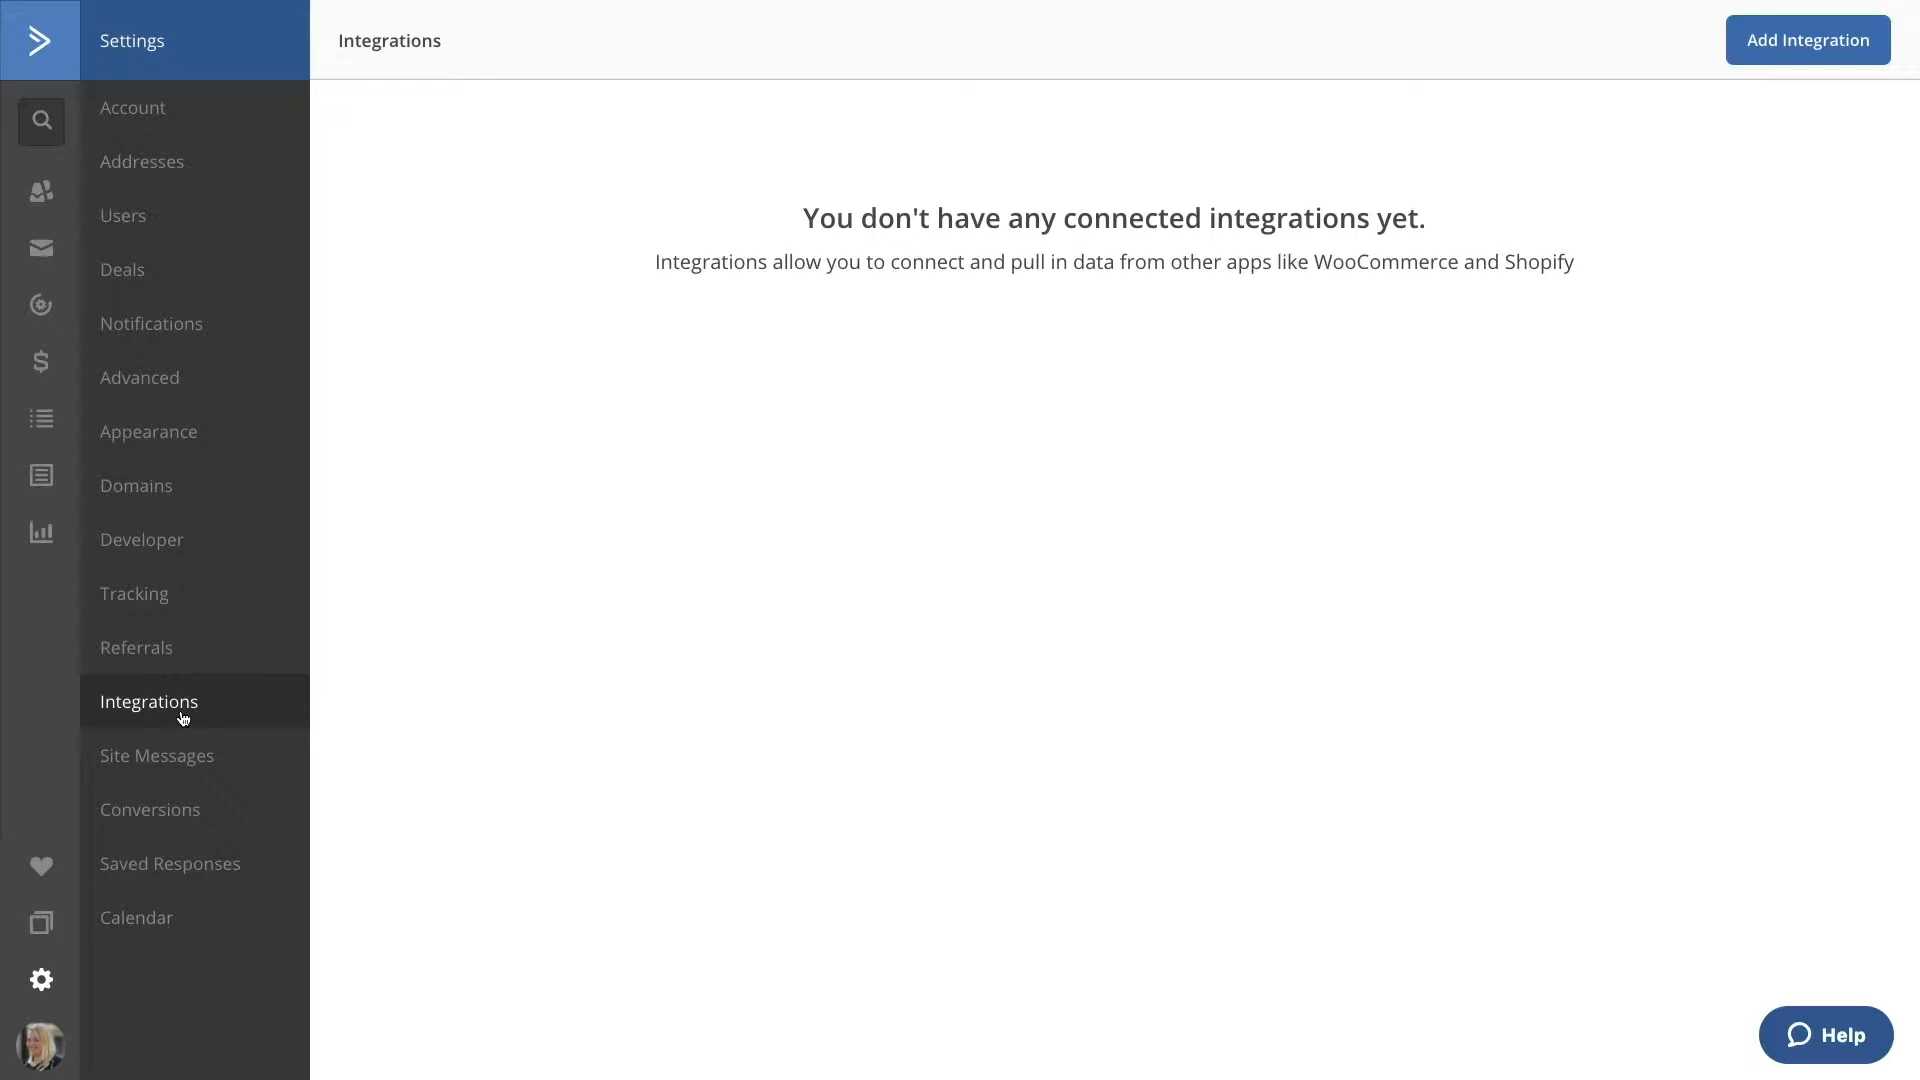 Settings
Integrations
Add Integration
Account
Addresses
Users
Deals
Notifications
Advanced
Appearance
Domains
Developer
Tracking
Referrals
Integrations
Site Messages
Conversions
Saved Responses
Calendar
You don't have any connected integrations yet.
Integrations allow you to connect and pull in data from other apps like WooCommerce and Shopify
Help